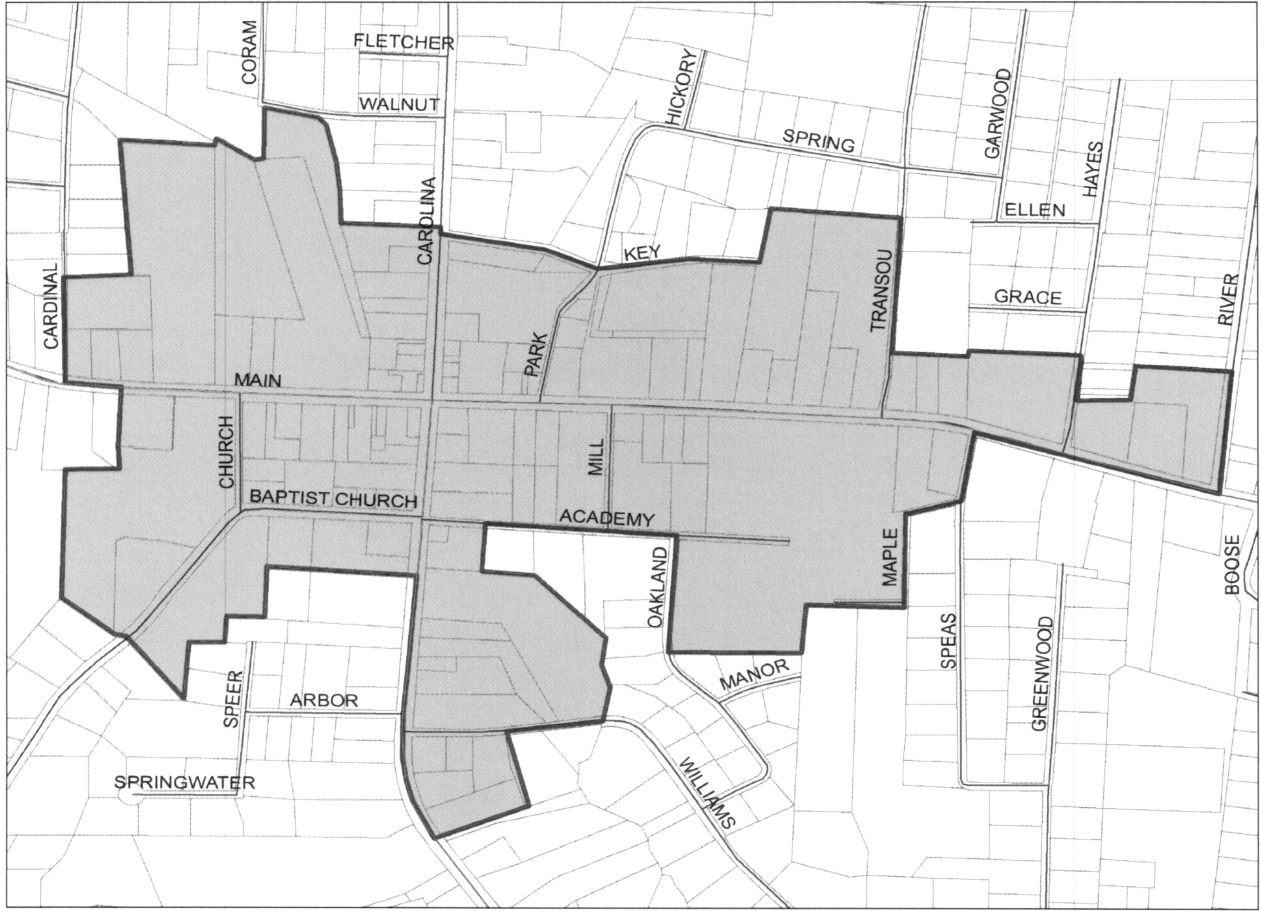 FLETCHER
CORAM
WALNUT
HICKORY
SPRING
GARWOOD
HAYES
ELLEN
CAROLINA
KEY
CARDINAL
TRANSOU
GRACE
RIVER
PARK
MAIN
CHURCH
MILL
BAPTIST CHURCH
ACADEMY
OAKLAND
MAPLE
BOOSE
SPEAS
GREENWOOD
MANOR
SPEER
ARBOR
SPRINGWATER
WILLIAMS